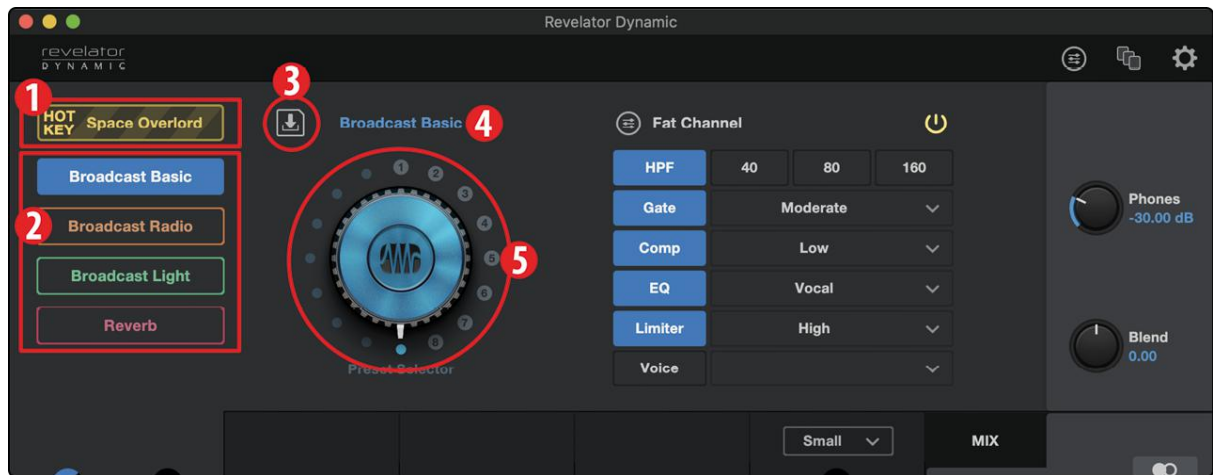 Revelator Dynamic
revelator
DYNAMIC
3
1
HOT KEY Space Overlord
Broadcast Basic 4
Fat Channel
2
Broadcast Basic
Broadcast Radio
Broadcast Light
Reverb
1
2
3
4
5
6
7
8
5
Preset Selector
HPF 40 80 160
Gate Moderate
Comp Low
EQ Vocal
Limiter High
Voice
Phones
-30.00 dB
Blend
0.00
Small MIX